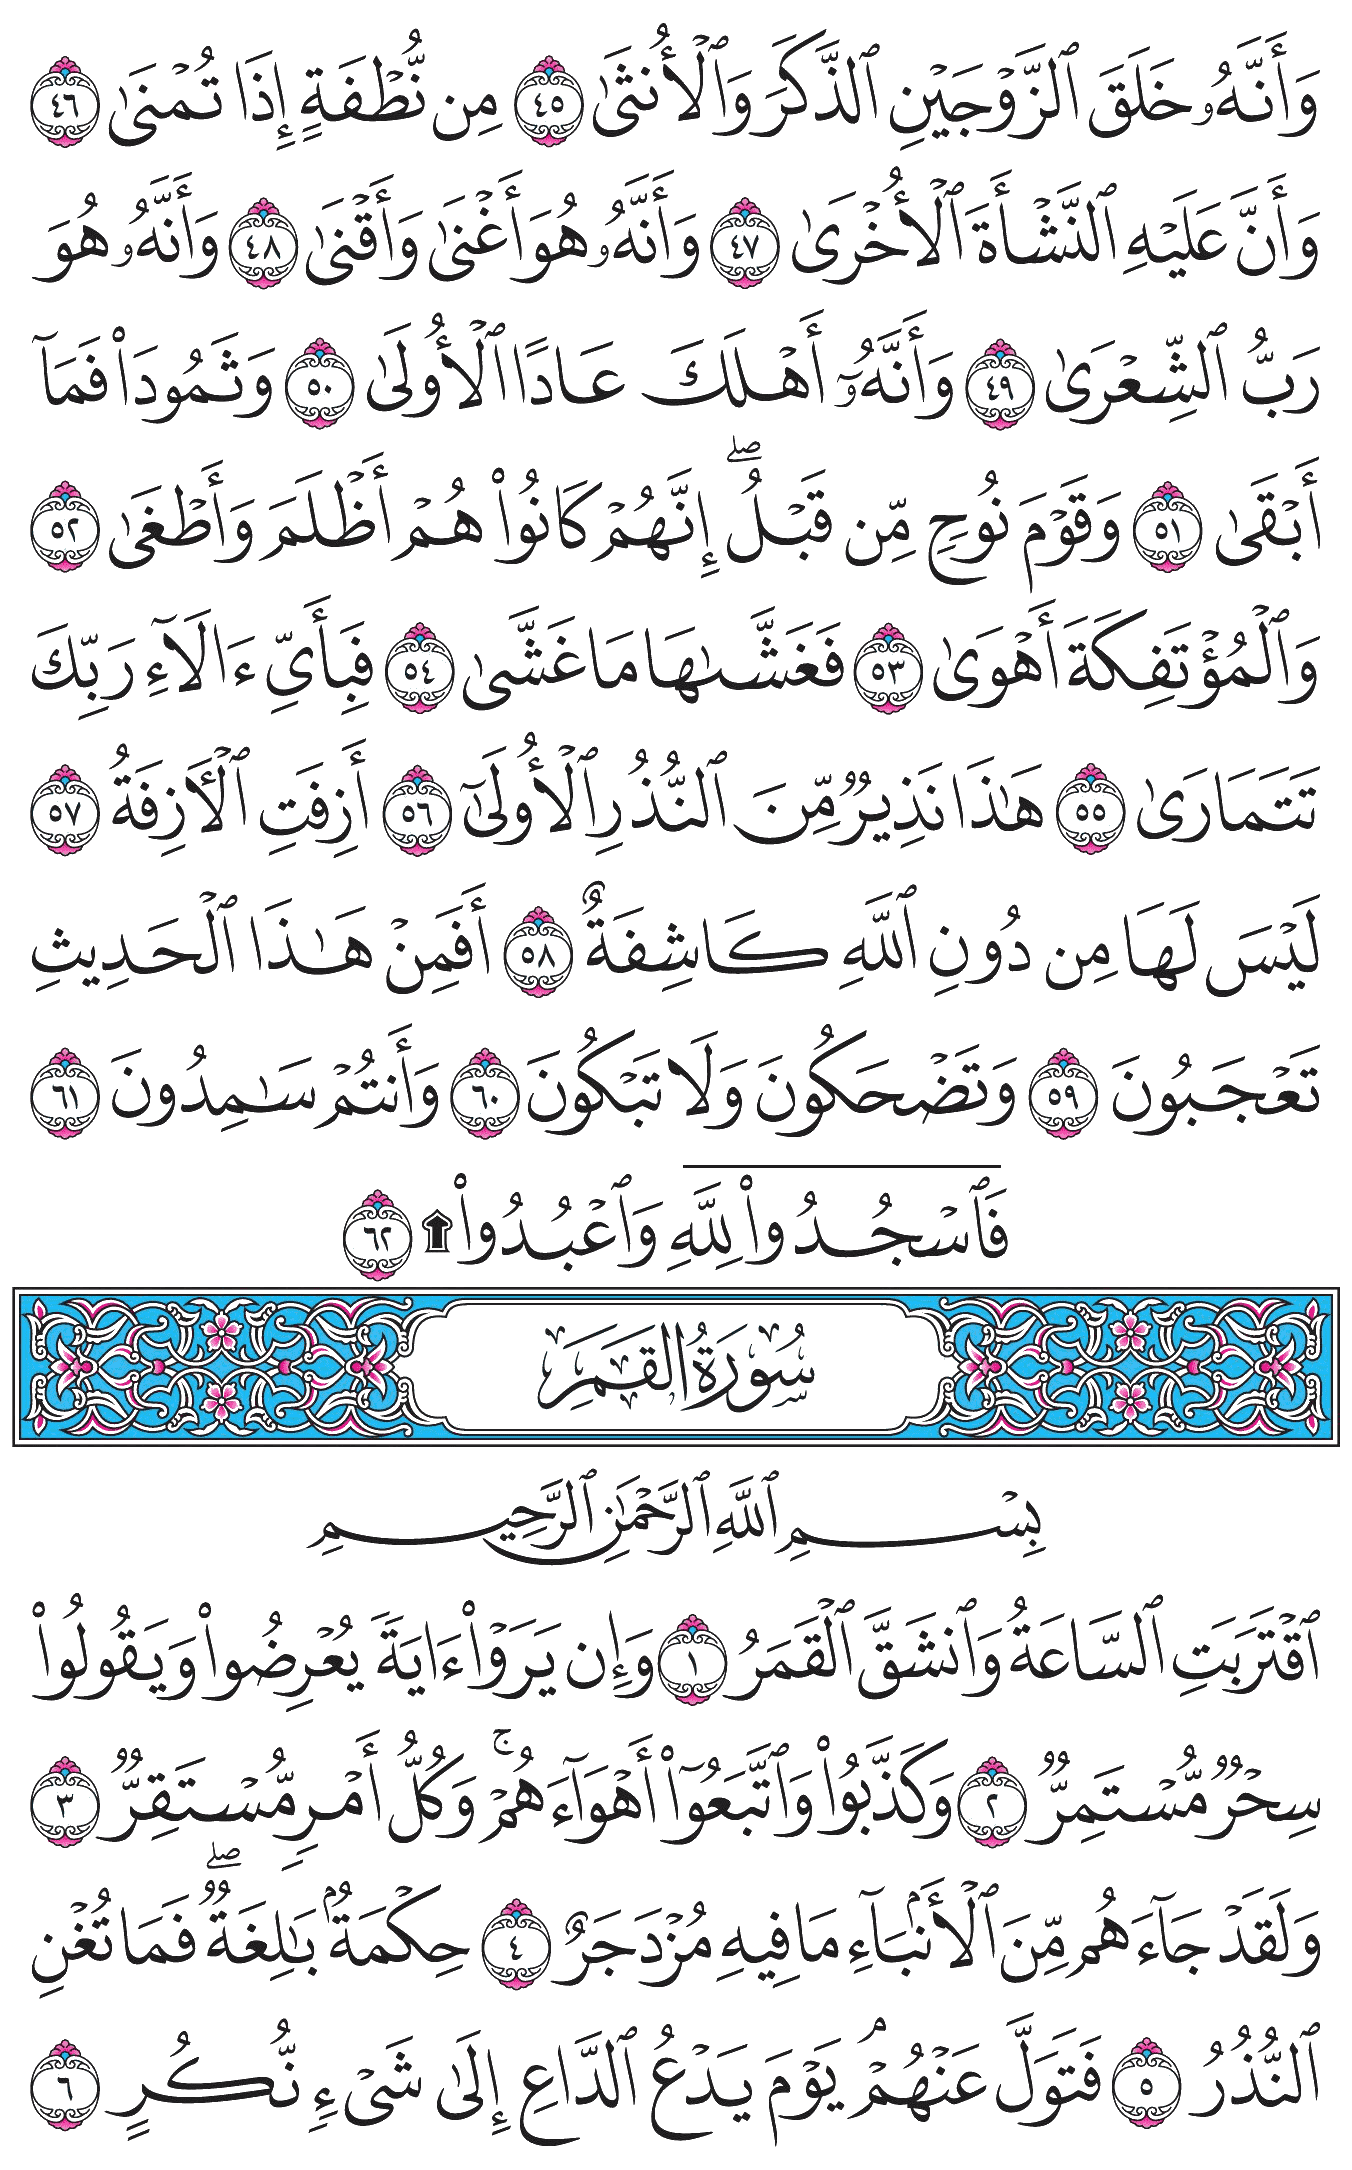 وَأَنَّهُۥ خَلَقَ ٱلزَّوۡجَيۡنِ ٱلذَّكَرَ وَٱلۡأُنثَىٰ ٤٥ مِن نُّطۡفَةٍ إِذَا تُمۡنَىٰ ٤٦
وَأَنَّ عَلَيۡهِ ٱلنَّشۡأَةَ ٱلۡأُخۡرَىٰ ٤٧ وَأَنَّهُۥ هُوَ أَغۡنَىٰ وَأَقۡنَىٰ ٤٨ وَأَنَّهُۥ هُوَ
رَبُّ ٱلشِّعۡرَىٰ ٤٩ وَأَنَّهُۥٓ أَهۡلَكَ عَادًا ٱلۡأُولَىٰ ٥٠ وَثَمُودَاْ فَمَآ
أَبۡقَىٰ ٥١ وَقَوۡمَ نُوحٖ مِّن قَبۡلُۖ إِنَّهُمۡ كَانُواْ هُمۡ أَظۡلَمَ وَأَطۡغَىٰ ٥٢
وَٱلۡمُؤۡتَفِكَةَ أَهۡوَىٰ ٥٣ فَغَشَّىٰهَا مَا غَشَّىٰ ٥٤ فَبِأَيِّ ءَالَآءِ رَبِّكَ
تَتَمَارَىٰ ٥٥ هَٰذَا نَذِيرٞ مِّنَ ٱلنُّذُرِ ٱلۡأُولَىٰٓ ٥٦ أَزِفَتِ ٱلۡأٓزِفَةُ ٥٧
لَيۡسَ لَهَا مِن دُونِ ٱللَّهِ كَاشِفَةٌ ٥٨ أَفَمِنۡ هَٰذَا ٱلۡحَدِيثِ
تَعۡجَبُونَ ٥٩ وَتَضۡحَكُونَ وَلَا تَبۡكُونَ ٦٠ وَأَنتُمۡ سَٰمِدُونَ ٦١
فَٱسۡجُدُواْ لِلَّهِ وَٱعۡبُدُواْ۩ ٦٢
سُورَةُ القَمَرِ
بِسۡمِ ٱللَّهِ ٱلرَّحۡمَٰنِ ٱلرَّحِيمِ
ٱقۡتَرَبَتِ ٱلسَّاعَةُ وَٱنشَقَّ ٱلۡقَمَرُ ١ وَإِن يَرَوۡاْ ءَايَةٗ يُعۡرِضُواْ وَيَقُولُواْ
سِحۡرٞ مُّسۡتَمِرّٞ ٢ وَكَذَّبُواْ وَٱتَّبَعُوٓاْ أَهۡوَآءَهُمۡۚ وَكُلُّ أَمۡرٖ مُّسۡتَقِرّٞ ٣
وَلَقَدۡ جَآءَهُم مِّنَ ٱلۡأَنۢبَآءِ مَا فِيهِ مُزۡدَجَرٌ ٤ حِكۡمَةُۢ بَٰلِغَةٞۖ فَمَا تُغۡنِ
ٱلنُّذُرُ ٥ فَتَوَلَّ عَنۡهُمۡۘ يَوۡمَ يَدۡعُ ٱلدَّاعِ إِلَىٰ شَيۡءٖ نُّكُرٍ ٦